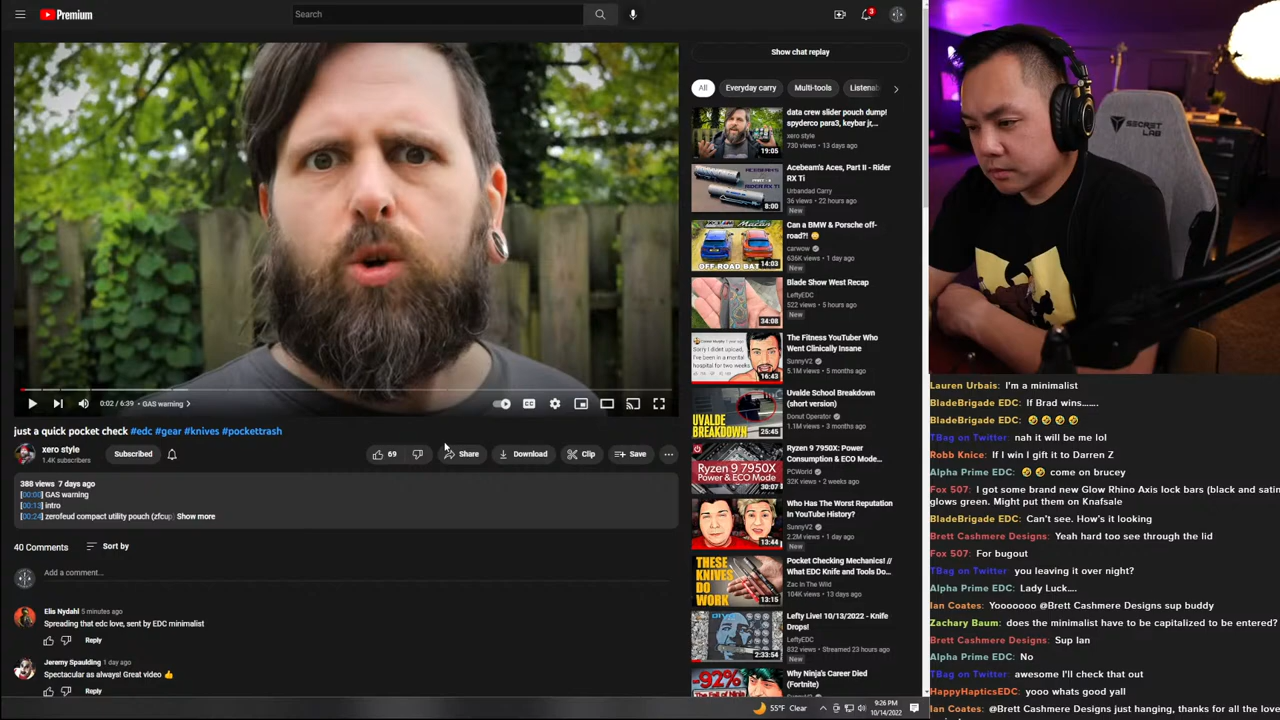 Premium
Search
3
Show chat replay
All
Everyday carry
Multi-tools
data crew slider pouch dump!
spyderco para3, keybar jr,...
xero style
730 views • 13 days ago
19:05
Acebeam's Aces, Part II - Rider
RX Ti
Urbandad Carry
36 views • 22 hours ago
New
8:00
Can a BMW & Porsche off-
road?!
carwow
636K views • 1 day ago
New
14:03
Blade Show West Recap
LeftyEDC
522 views • 5 hours ago
New
34:08
The Fitness YouTuber Who
Went Clinically Insane
SunnyV2
5.1M views • 5 months ago
16:43
Uvalde School Breakdown
(short version)
Donut Operator
1.1M views • 3 months ago
UVALDE
BREAKDOWN
25:45
Ryzen 9 7950X: Power
Consumption & ECO Mode...
PCWorld
32K views • 2 weeks ago
Ryzen 9 7950X
Power & ECO Mode
30:07
Who Has The Worst Reputation
In YouTube History?
SunnyV2
2.2M views • 1 day ago
New
13:44
Pocket Checking Mechanics! //
What EDC Knife and Tools Do...
Zac In The Wild
104K views • 13 days ago
THESE
KNIVES
DO
WORK
13:15
Lefty Live! 10/13/2022 - Knife
Drops!
LeftyEDC
832 views • Streamed 23 hours ago
New
2:33:54
Why Ninja's Career Died
(Fortnite)
SunnyV2
-92%
0:02 / 6:39 • GAS warning
just a quick pocket check #edc #gear #knives #pockettrash
xero style
1.4K subscribers
Subscribed
69
Share
Download
Clip
Save
388 views 7 days ago
[00:00] GAS warning
[00:13] intro
[00:24] zerofeud compact utility pouch (zfcup) Show more
40 Comments
Sort by
Add a comment...
Elis Nydahl 5 minutes ago
Spreading that edc love, sent by EDC minimalist
Reply
Jeremy Spaulding 1 day ago
Spectacular as always! Great video 👍
Reply
55°F Clear
9:26 PM
10/14/2022
SECRET
LAB
Lauren Urbais: I'm a minimalist
BladeBrigade EDC: If Brad wins......
BladeBrigade EDC: 🤣 🤣 🤣 🤣
TBag on Twitter: nah it will be me lol
Robb Knice: If I win I gift it to Darren Z
Alpha Prime EDC: 🤣 🤣 come on brucey
Fox 507: I got some brand new Glow Rhino Axis
glows green. Might put them on Knafsale
BladeBrigade EDC: Can't see. How's it looking
Brett Cashmere Designs: Yeah hard too see through the lid
Fox 507: For bugout
TBag on Twitter: you leaving it over night?
Alpha Prime EDC: Lady Luck....
Ian Coates: Yooooooo @Brett Cashmere Designs sup buddy
Zachary Baum: does the minimalist have to be capitalized to be entered?
Brett Cashmere Designs: Sup Ian
Alpha Prime EDC: No
TBag on Twitter: awesome I'll check that out
HappyHapticsEDC: yooo whats good yall
Ian Coates: @Brett Cashmere Designs just hanging, thanks for all the love